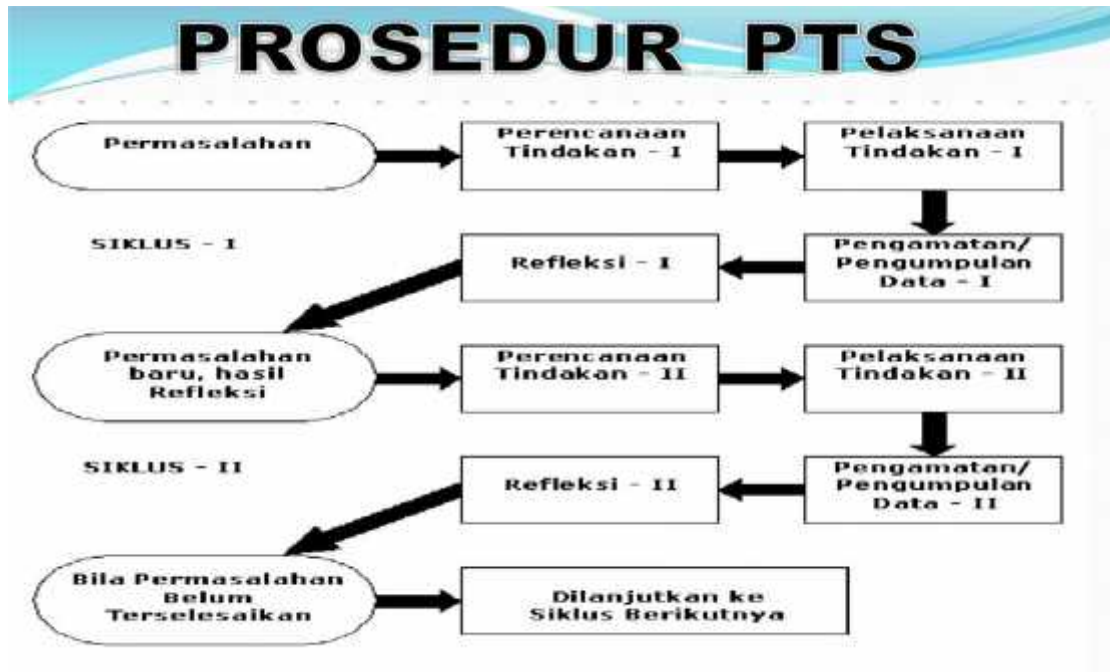 PROSEDUR PTS
Permasalahan
Perencanaan
Tindakan - I
Pelaksanaan
Tindakan - I
SIKLUS - I
Refleksi - I
Pengamatan/
Pengumpulan
Data - I
Permasalahan
baru, hasil
Refleksi
Perencanaan
Tindakan - II
Pelaksanaan
Tindakan - II
SIKLUS - II
Refleksi - II
Pengamatan/
Pengumpulan
Data - II
Bila Permasalahan
Belum
Terselesaikan
Dilanjutkan ke
Siklus Berikutnya